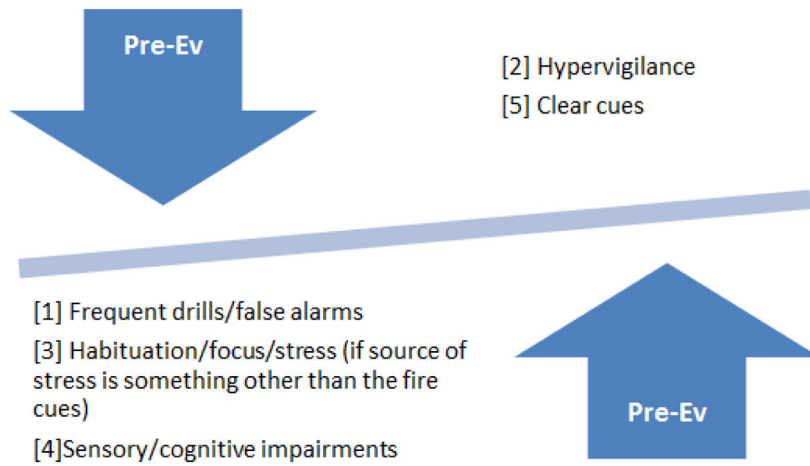 Pre-Ev
[2] Hypervigilance
[5] Clear cues
[1] Frequent drills/false alarms
[3] Habituation/focus/stress (if source of
stress is something other than the fire
cues)
[4]Sensory/cognitive impairments
Pre-Ev